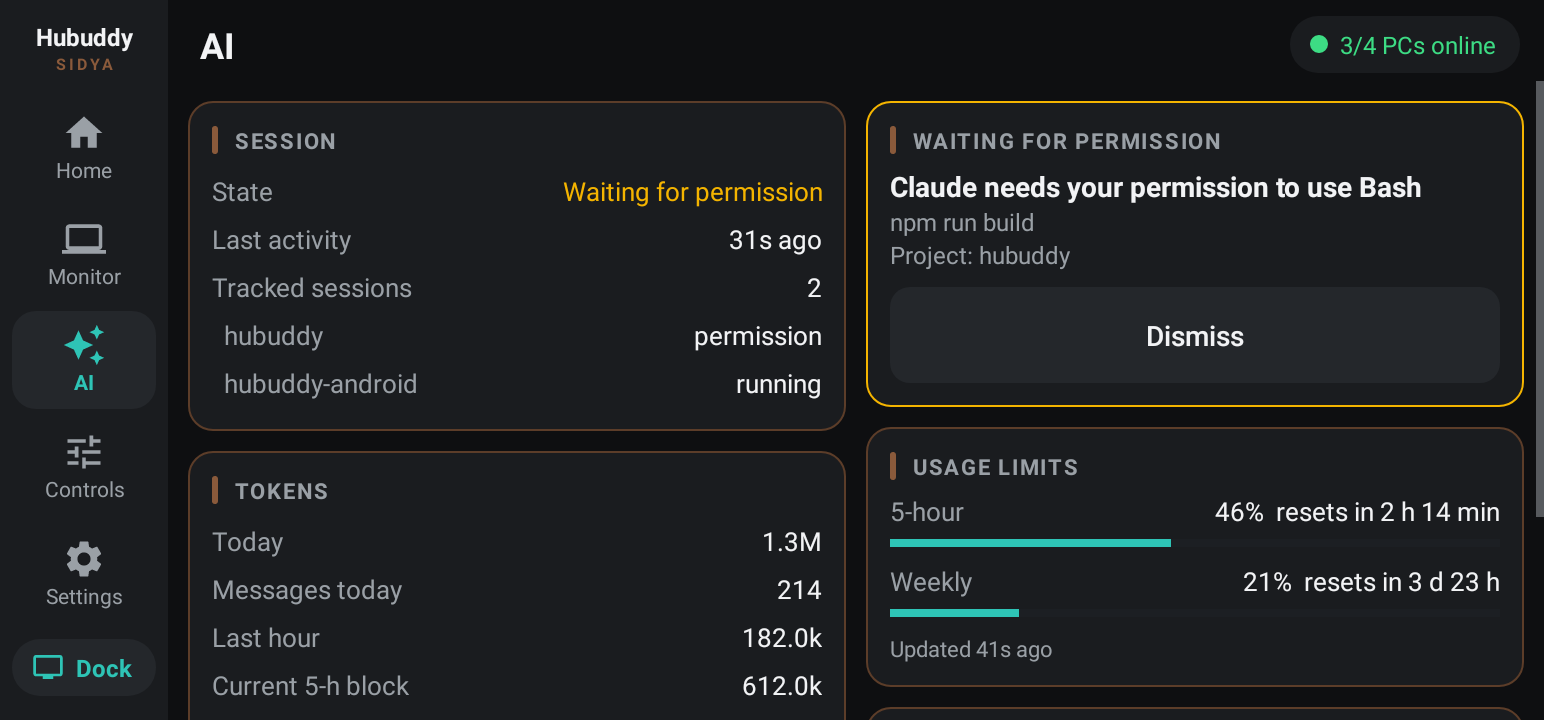 Hubuddy
SIDYA
Home
Monitor
AI
Controls
Settings
Dock
AI
3/4 PCs online
SESSION
State Waiting for permission
Last activity 31s ago
Tracked sessions 2
hubuddy permission
hubuddy-android running
TOKENS
Today 1.3M
Messages today 214
Last hour 182.0k
Current 5-h block 612.0k
WAITING FOR PERMISSION
Claude needs your permission to use Bash
npm run build
Project: hubuddy
Dismiss
USAGE LIMITS
5-hour 46% resets in 2 h 14 min
Weekly 21% resets in 3 d 23 h
Updated 41s ago